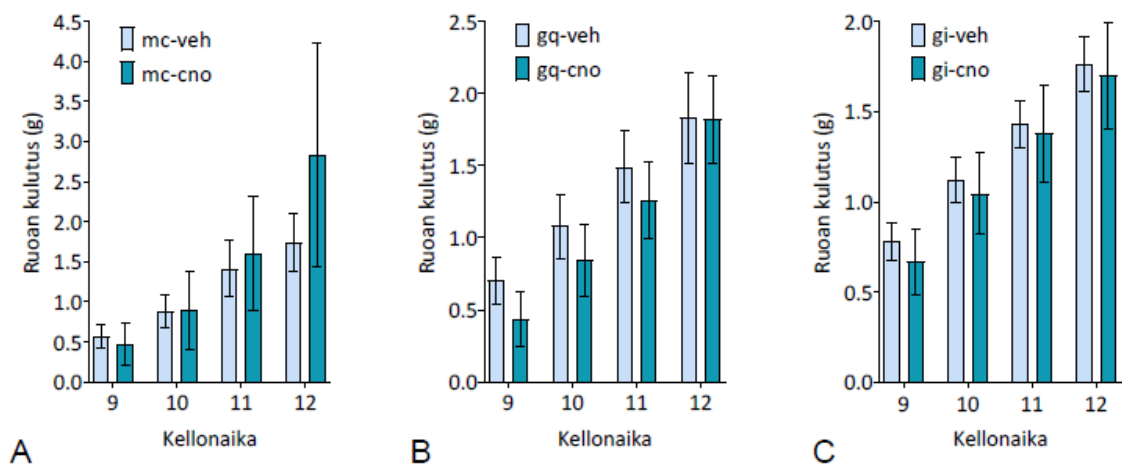 4.5
4.0
3.5
3.0
2.5
2.0
1.5
1.0
0.5
0.0
Ruoan kulutus (g)
mc-veh
mc-cno
9 10 11 12
Kellonaika
A
2.5
2.0
1.5
1.0
0.5
0.0
Ruoan kulutus (g)
gq-veh
gq-cno
9 10 11 12
Kellonaika
B
2.0
1.5
1.0
0.5
0.0
Ruoan kulutus (g)
gi-veh
gi-cno
9 10 11 12
Kellonaika
C